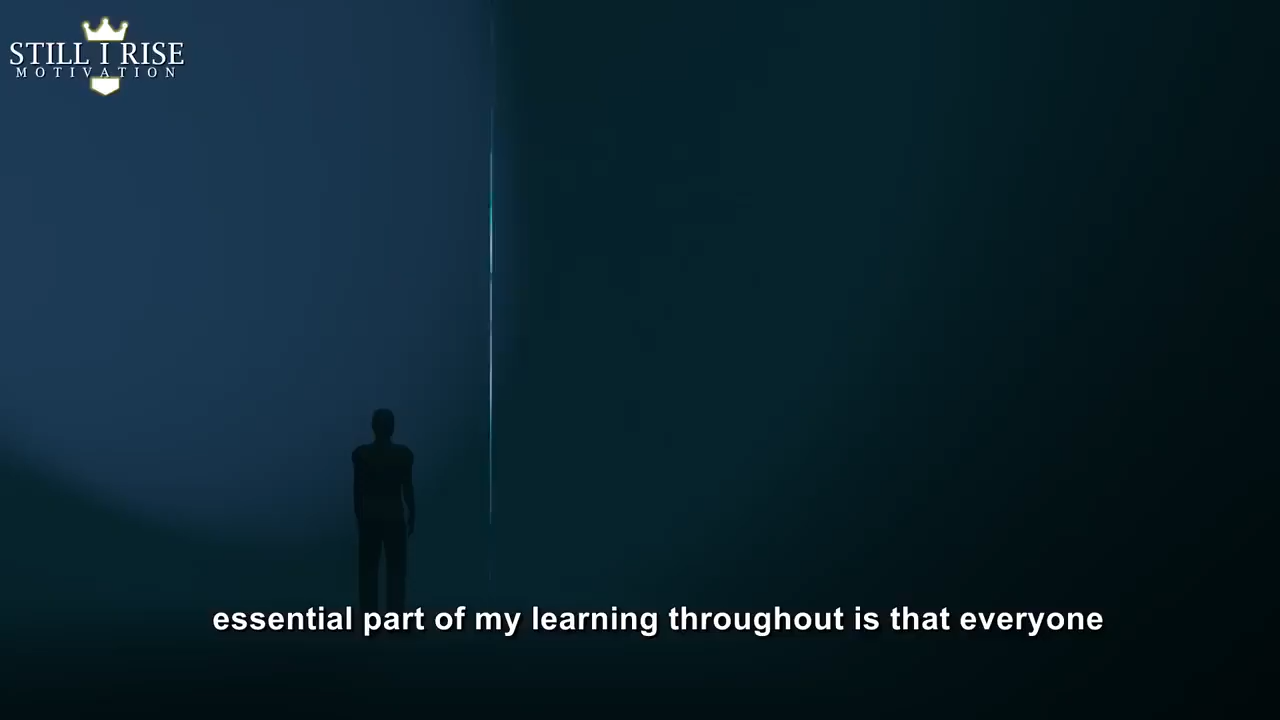 STILL I RISE
MOTIVATION
essential part of my learning throughout is that everyone